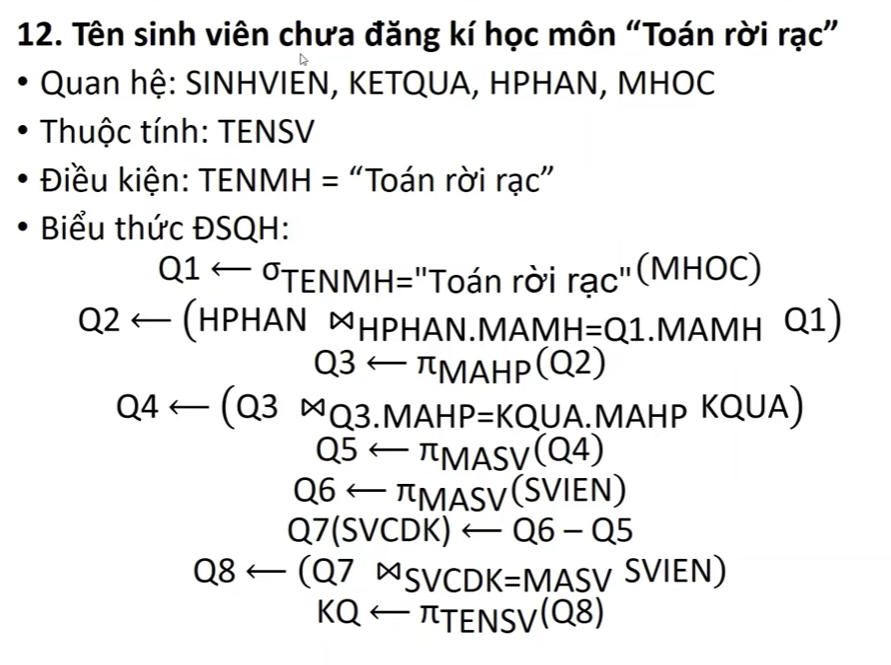 12. Tên sinh viên chưa đăng kí học môn “Toán rời rạc”
• Quan hệ: SINHVIEN, KETQUA, HPHAN, MHOC
• Thuộc tính: TENSV
• Điều kiện: TENMH = “Toán rời rạc”
• Biểu thức ĐSQH:
Q1 ⟵ σTENMH="Toán rời rạc"(MHOC)
Q2 ⟵ (HPHAN ⋈HPHAN.MAMH=Q1.MAMH Q1)
Q3 ⟵ πMAHP(Q2)
Q4 ⟵ (Q3 ⋈Q3.MAHP=KQUA.MAHP KQUA)
Q5 ⟵ πMASV(Q4)
Q6 ⟵ πMASV(SVIEN)
Q7(SVCDK) ⟵ Q6 – Q5
Q8 ⟵ (Q7 ⋈SVCDK=MASV SVIEN)
KQ ⟵ πTENSV(Q8)